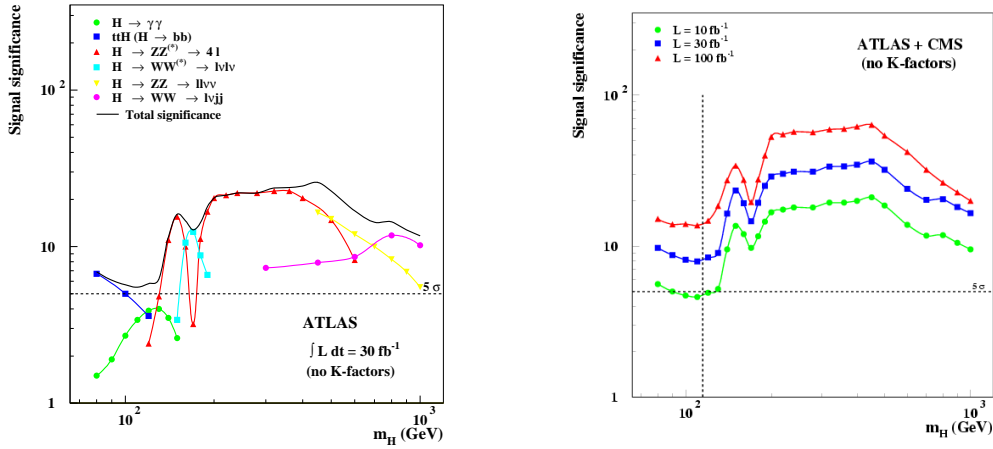 Signal significance
H → γ γ
ttH (H → bb)
H → ZZ(*) → 4 l
H → WW(*) → lνlν
H → ZZ → llνν
H → WW → lνjj
Total significance
10²
10
1
5 σ
ATLAS
∫ L dt = 30 fb⁻¹
(no K-factors)
10²
10³
m_H (GeV)
Signal significance
L = 10 fb⁻¹
L = 30 fb⁻¹
L = 100 fb⁻¹
ATLAS + CMS
(no K-factors)
10²
10
1
5 σ
10²
10³
m_H (GeV)